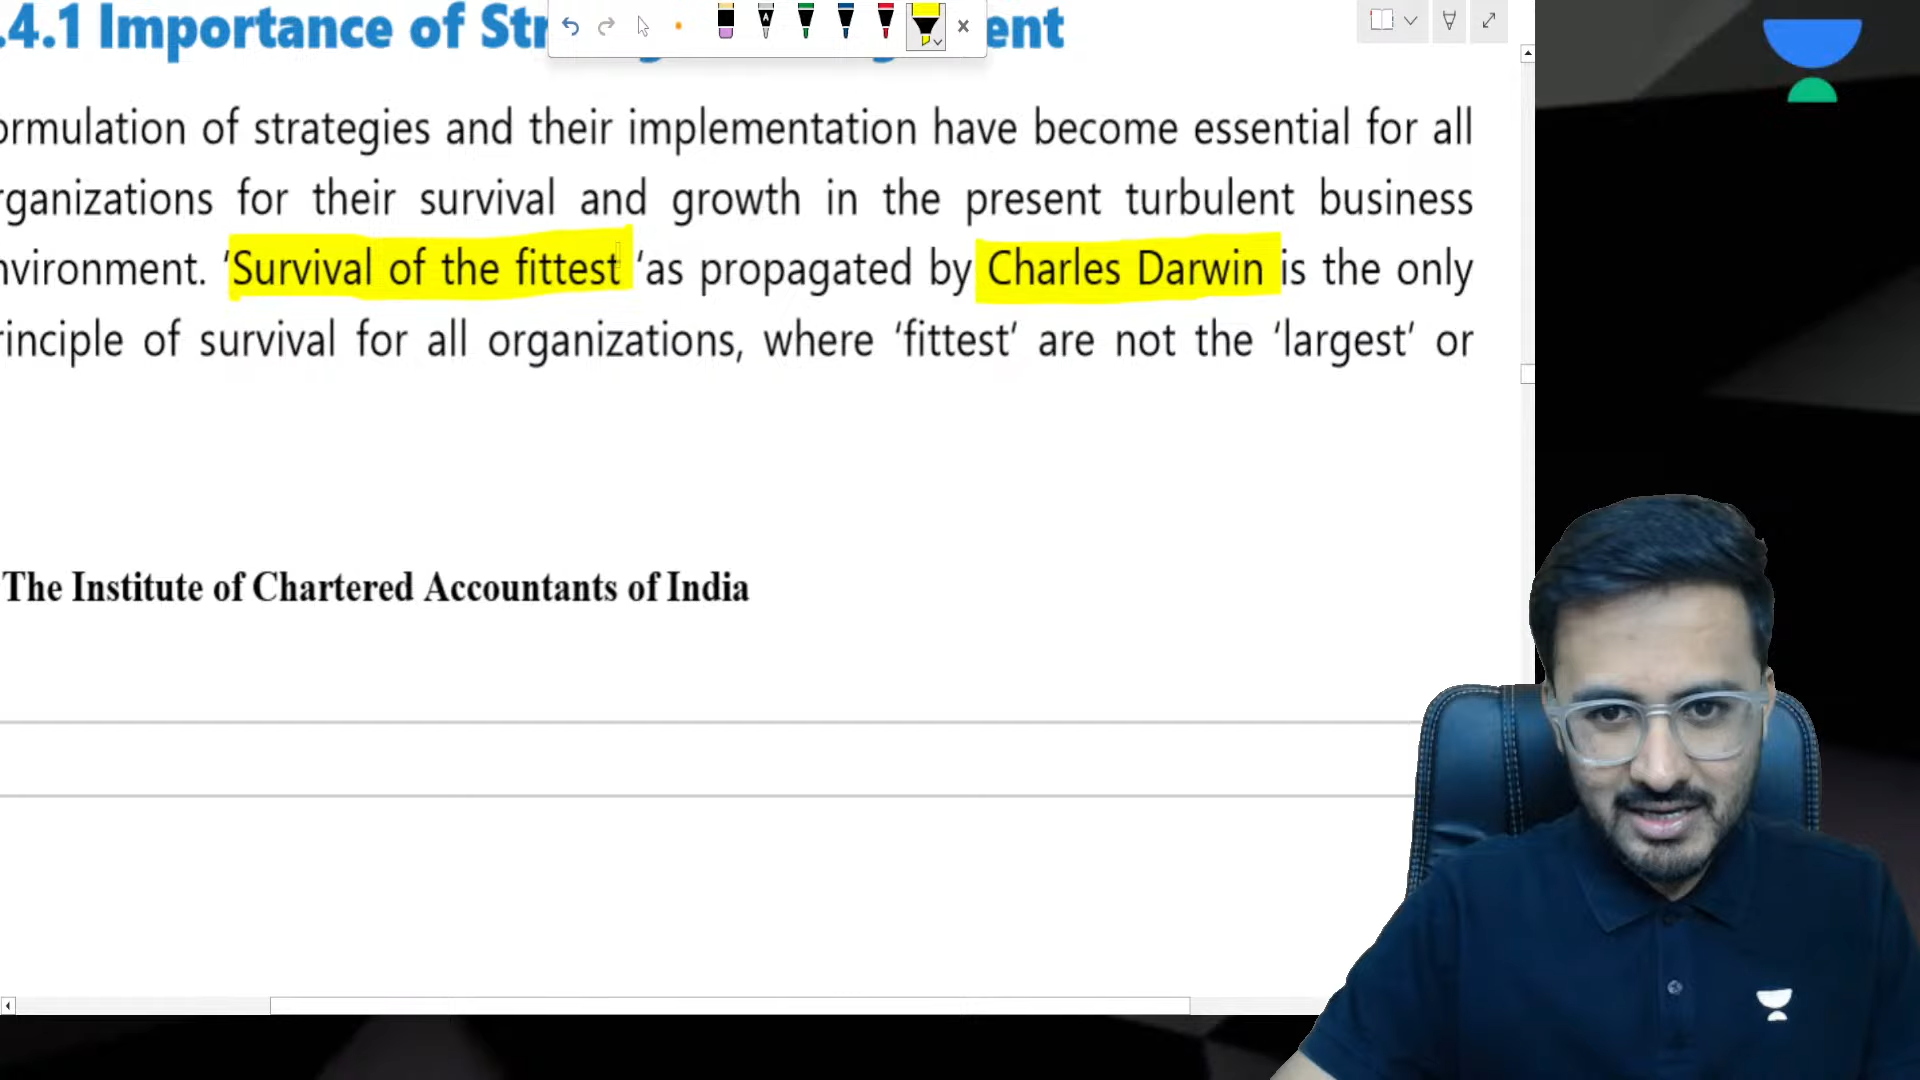 .4.1 Importance of Str ent
ormulation of strategies and their implementation have become essential for all
rganizations for their survival and growth in the present turbulent business
nvironment. ‘Survival of the fittest ‘as propagated by Charles Darwin is the only
rinciple of survival for all organizations, where ‘fittest’ are not the ‘largest’ or
The Institute of Chartered Accountants of India